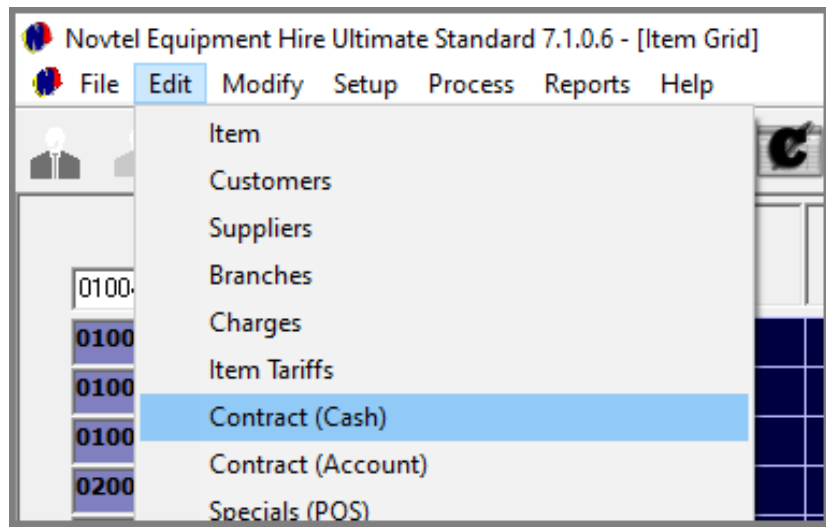 Novtel Equipment Hire Ultimate Standard 7.1.0.6 - [Item Grid]
File Edit Modify Setup Process Reports Help
Item
Customers
Suppliers
Branches
0100
Charges
0100
Item Tariffs
0100
Contract (Cash)
0100
Contract (Account)
0200
Specials (POS)